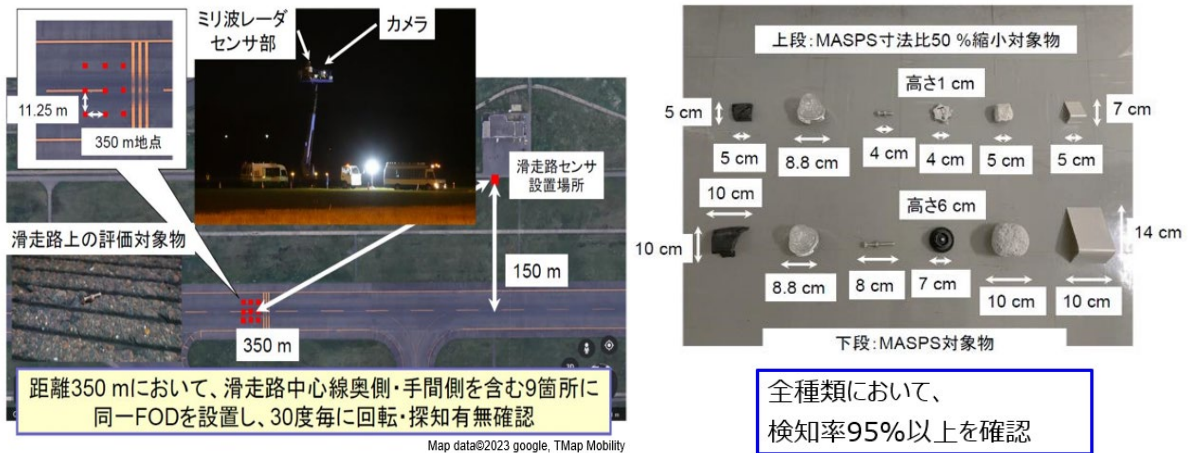 ミリ波レーダ
センサ部
カメラ
11.25 m
350 m地点
滑走路センサ
設置場所
滑走路上の評価対象物
150 m
350 m
距離350 mにおいて、滑走路中心線奥側・手前側を含む9箇所に
同一FODを設置し、30度毎に回転・探知有無確認
Map data©2023 google, TMap Mobility
上段：MASPS寸法比50 %縮小対象物
高さ1 cm
5 cm
7 cm
5 cm
8.8 cm
4 cm
4 cm
5 cm
5 cm
10 cm
高さ6 cm
10 cm
14 cm
8.8 cm
8 cm
7 cm
10 cm
10 cm
下段：MASPS対象物
全種類において、
検知率95%以上を確認